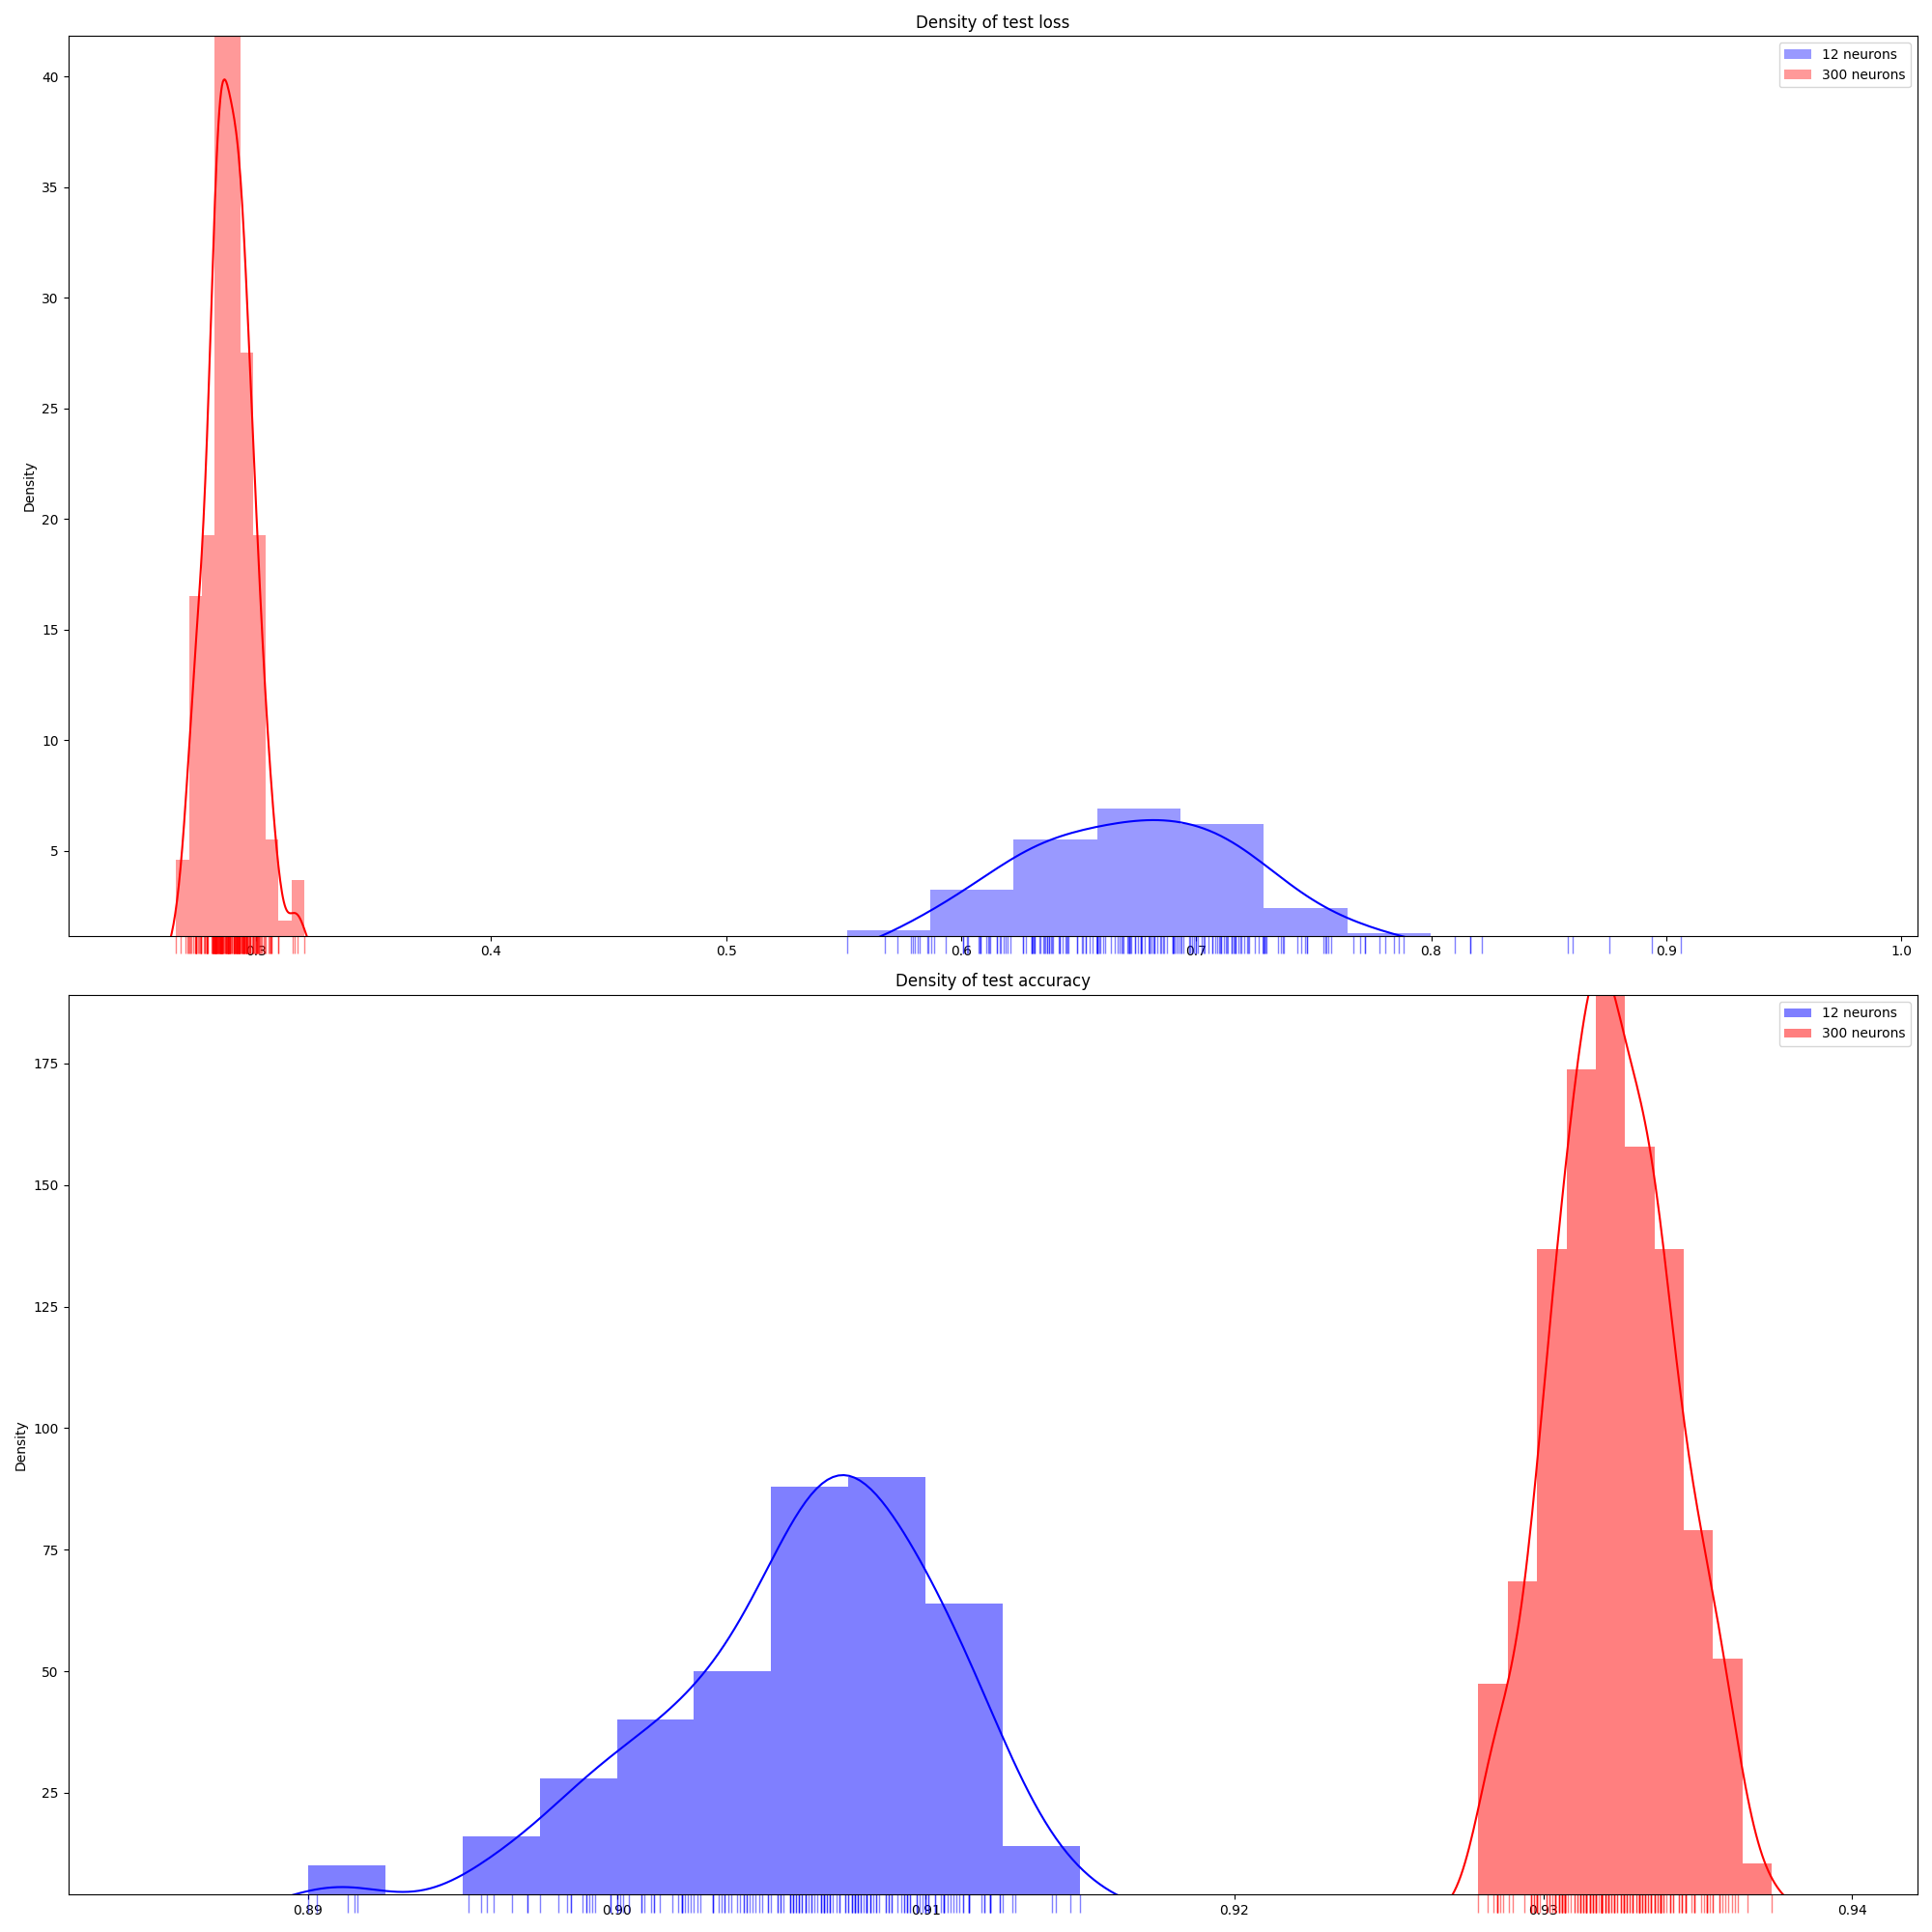 Density of test loss
12 neurons
300 neurons
Density
40
35
30
25
20
15
10
5
0.3 0.4 0.5 0.6 0.7 0.8 0.9 1.0
Density of test accuracy
12 neurons
300 neurons
Density
175
150
125
100
75
50
25
0.89 0.90 0.91 0.92 0.93 0.94